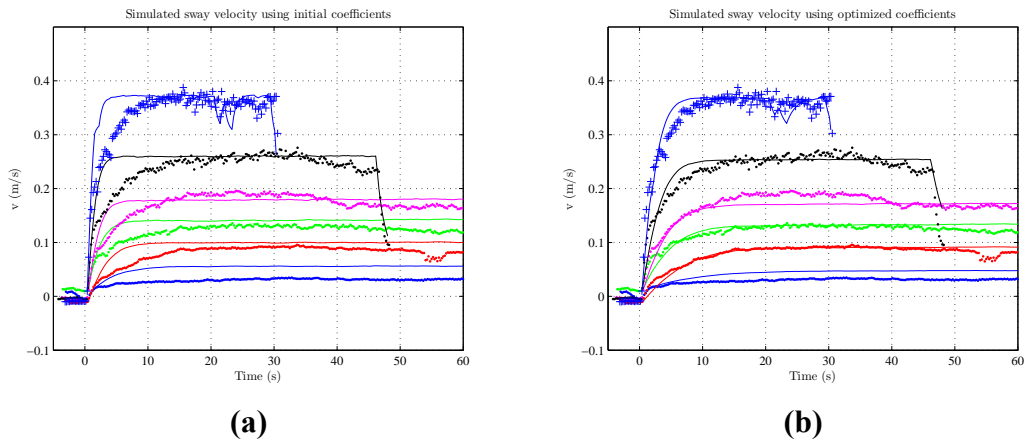 Simulated sway velocity using initial coefficients
0.4
0.3
0.2
0.1
0
−0.1
v (m/s)
0 10 20 30 40 50 60
Time (s)
(a)
Simulated sway velocity using optimized coefficients
0.4
0.3
0.2
0.1
0
−0.1
v (m/s)
0 10 20 30 40 50 60
Time (s)
(b)